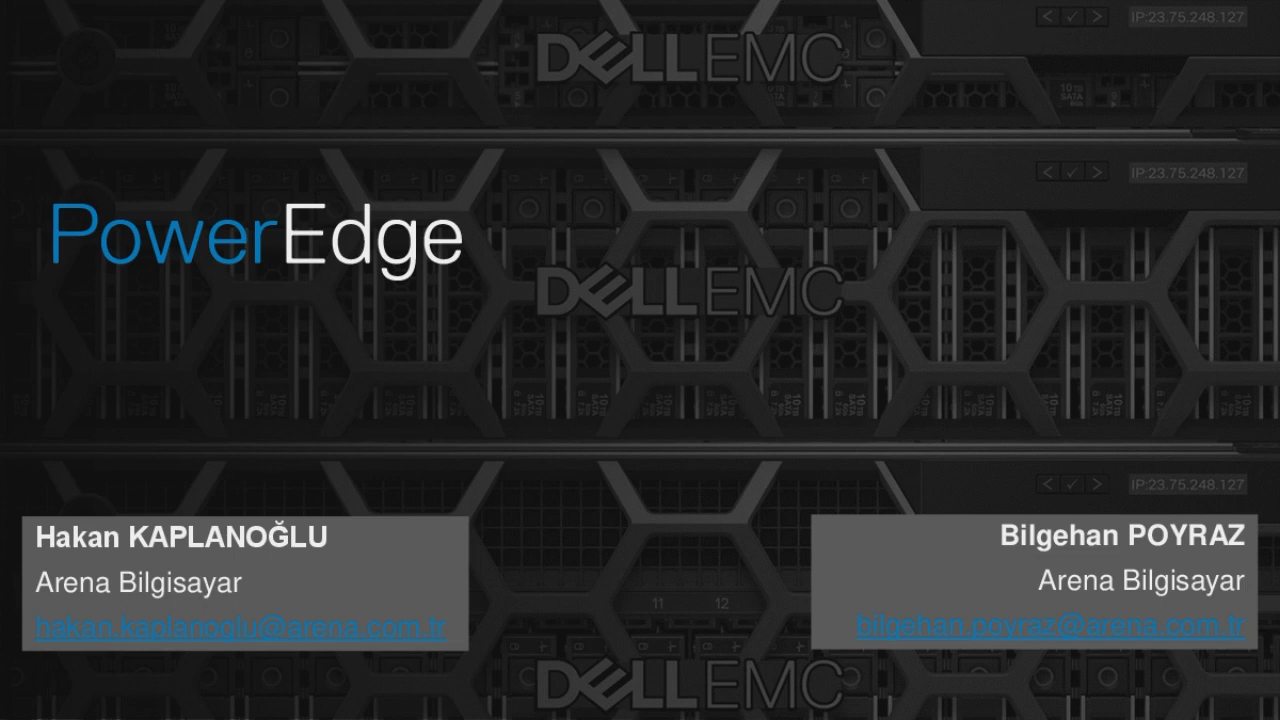 DELLEMC
IP:23.75.248.127
10TB
SATA
IP:23.75.248.127
PowerEdge
DELLEMC
IP:23.75.248.127
Hakan KAPLANOĞLU
Arena Bilgisayar
hakan.kaplanoglu@arena.com.tr
Bilgehan POYRAZ
Arena Bilgisayar
bilgehan.poyraz@arena.com.tr
11 12
DELLEMC